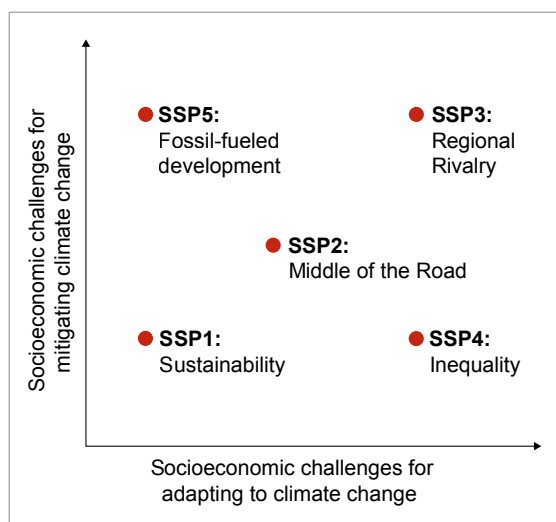 SSP5:
Fossil-fueled
development
SSP3:
Regional
Rivalry
SSP2:
Middle of the Road
SSP1:
Sustainability
SSP4:
Inequality
Socioeconomic challenges for
mitigating climate change
Socioeconomic challenges for
adapting to climate change